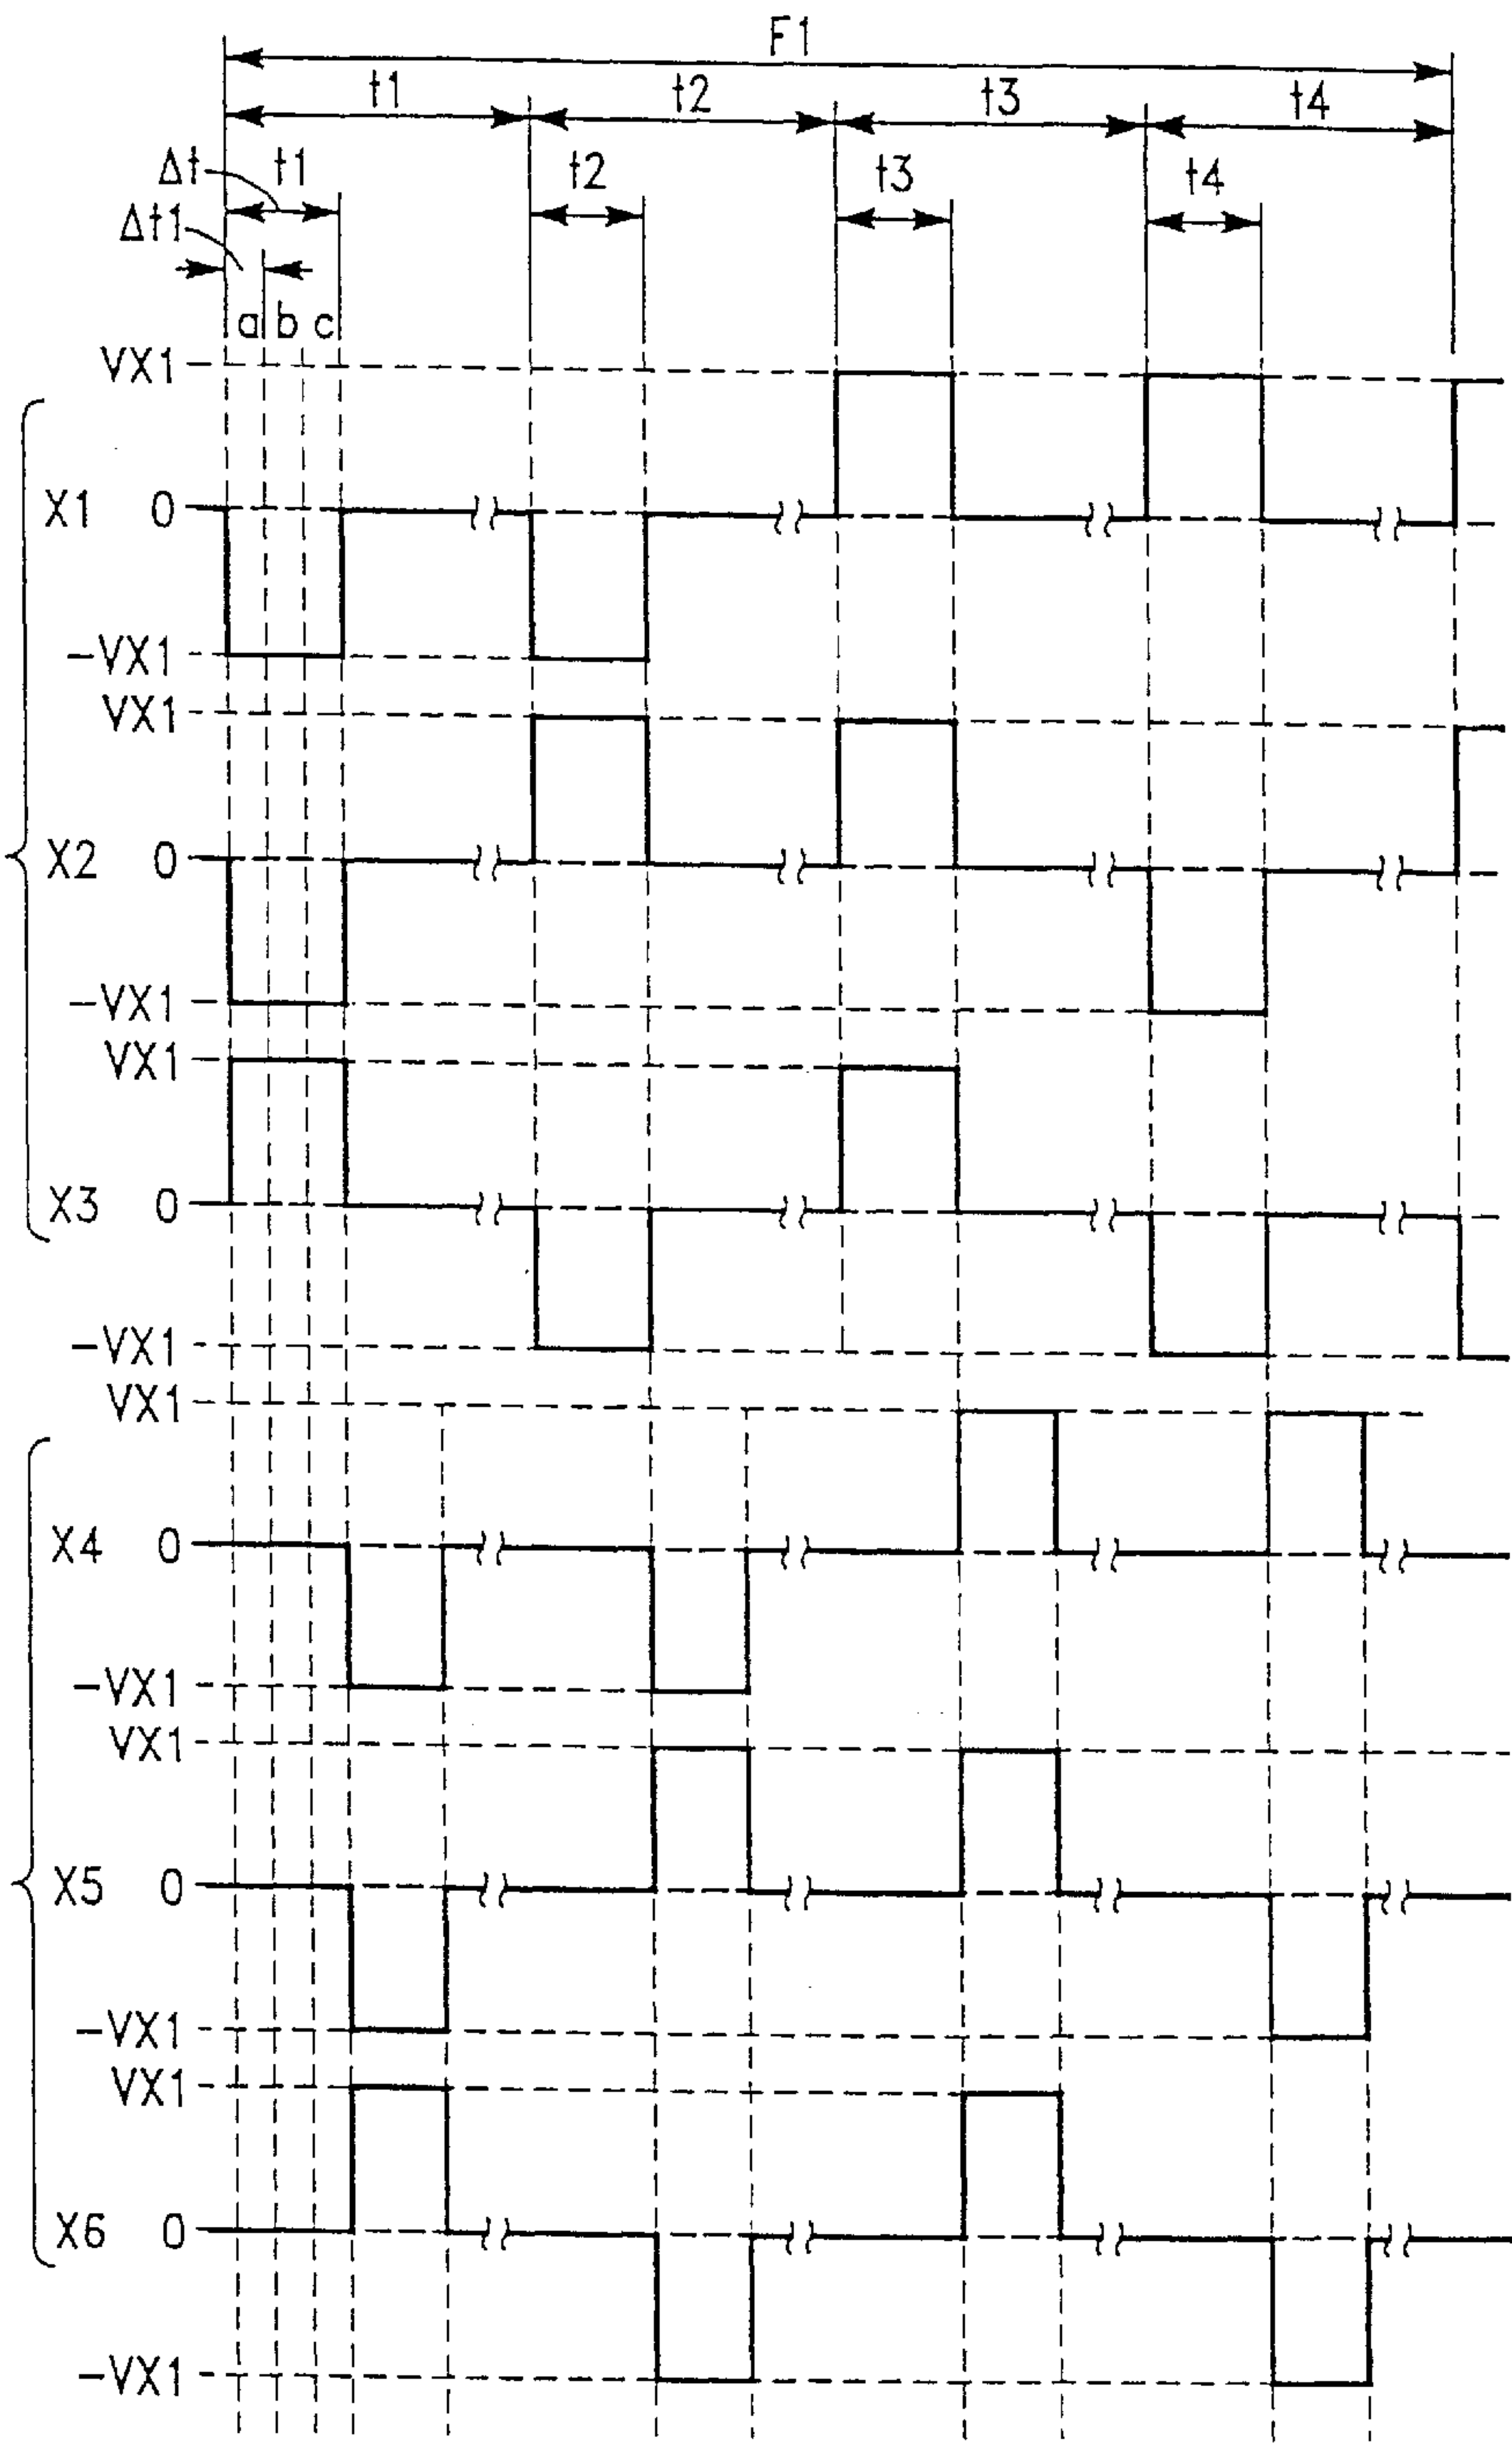 F1
t1 t2 t3 t4
Δt t1 t2 t3 t4
Δt1
a b c
VX1
X1 0
-VX1
VX1
X2 0
-VX1
VX1
X3 0
-VX1
VX1
X4 0
-VX1
VX1
X5 0
-VX1
VX1
X6 0
-VX1